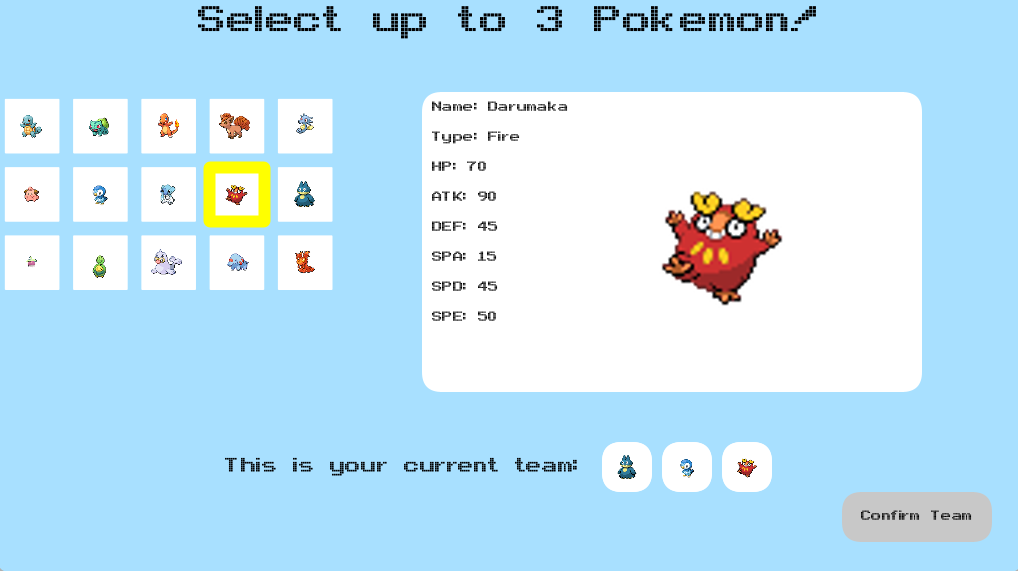 Select up to 3 Pokemon!
Name: Darumaka
Type: Fire
HP: 70
ATK: 90
DEF: 45
SPA: 15
SPD: 45
SPE: 50
This is your current team:
Confirm Team